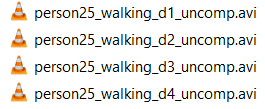 person25_walking_d1_uncomp.avi
person25_walking_d2_uncomp.avi
person25_walking_d3_uncomp.avi
person25_walking_d4_uncomp.avi